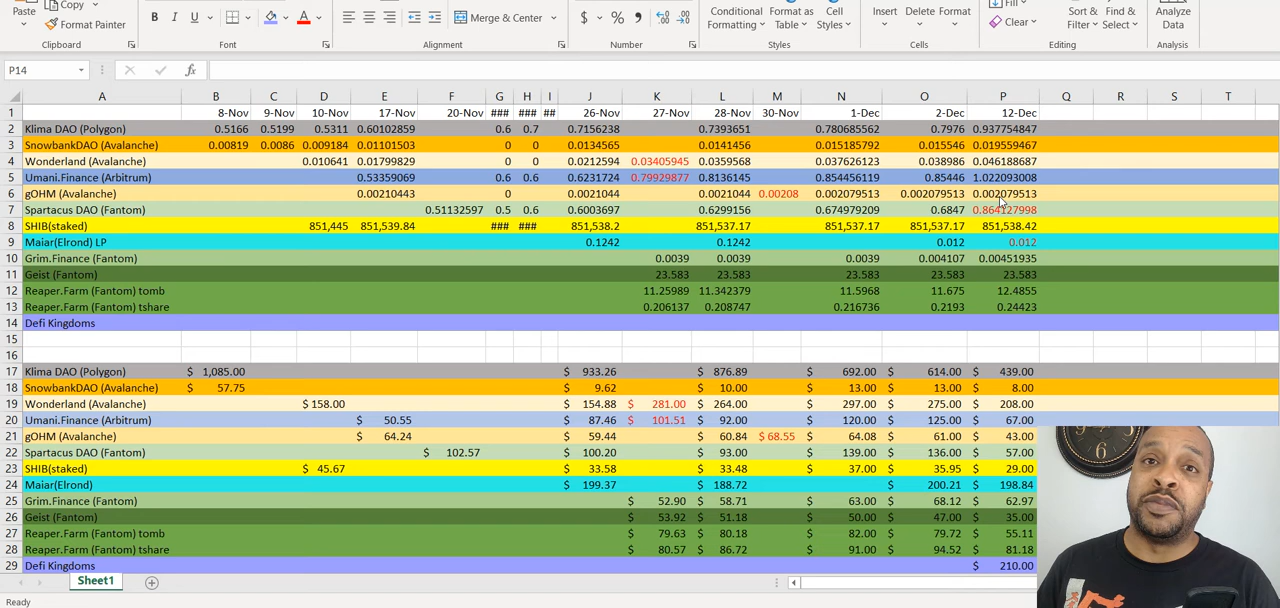 Paste Copy B I U Merge & Center $ % , Conditional Format as Cell Insert Delete Format Fill Sort & Find & Analyze
Format Painter Formatting Table Styles Clear Filter Select Data
Clipboard Font Alignment Number Styles Cells Editing Analysis
P14 fx
A B C D E F G H I J K L M N O P Q R S T
1 8-Nov 9-Nov 10-Nov 17-Nov 20-Nov ### ### ## 26-Nov 27-Nov 28-Nov 30-Nov 1-Dec 2-Dec 12-Dec
2 Klima DAO (Polygon) 0.5166 0.5199 0.5311 0.60102859 0.6 0.7 0.7156238 0.7393651 0.780685562 0.7976 0.937754847
3 SnowbankDAO (Avalanche) 0.00819 0.0086 0.009184 0.01101503 0 0 0.0134565 0.0141456 0.015185792 0.015546 0.019559467
4 Wonderland (Avalanche) 0.010641 0.01799829 0 0 0.0212594 0.03405945 0.0359568 0.037626123 0.038986 0.046188687
5 Umani.Finance (Arbitrum) 0.53359069 0.6 0.6 0.6231724 0.79929877 0.8136145 0.854456119 0.85446 1.022093008
6 gOHM (Avalanche) 0.00210443 0 0.0021044 0.0021044 0.00208 0.002079513 0.002079513 0.002079513
7 Spartacus DAO (Fantom) 0.51132597 0.5 0.6 0.6003697 0.6299156 0.674979209 0.6847 0.864127998
8 SHIB(staked) 851,445 851,539.84 ### ### 851,538.2 851,537.17 851,537.17 851,537.17 851,538.42
9 Maiar(Elrond) LP 0.1242 0.1242 0.012 0.012
10 Grim.Finance (Fantom) 0.0039 0.0039 0.0039 0.004107 0.00451935
11 Geist (Fantom) 23.583 23.583 23.583 23.583 23.583
12 Reaper.Farm (Fantom) tomb 11.25989 11.342379 11.5968 11.675 12.4855
13 Reaper.Farm (Fantom) tshare 0.206137 0.208747 0.216736 0.2193 0.24423
14 Defi Kingdoms
15
16
17 Klima DAO (Polygon) $ 1,085.00 $ 933.26 $ 876.89 $ 692.00 $ 614.00 $ 439.00
18 SnowbankDAO (Avalanche) $ 57.75 $ 9.62 $ 10.00 $ 13.00 $ 13.00 $ 8.00
19 Wonderland (Avalanche) $ 158.00 $ 154.88 $ 281.00 $ 264.00 $ 297.00 $ 275.00 $ 208.00
20 Umani.Finance (Arbitrum) $ 50.55 $ 87.46 $ 101.51 $ 92.00 $ 120.00 $ 125.00 $ 67.00
21 gOHM (Avalanche) $ 64.24 $ 59.44 $ 60.84 $ 68.55 $ 64.08 $ 61.00 $ 43.00
22 Spartacus DAO (Fantom) $ 102.57 $ 100.20 $ 93.00 $ 139.00 $ 136.00 $ 57.00
23 SHIB(staked) $ 45.67 $ 33.58 $ 33.48 $ 37.00 $ 35.95 $ 29.00
24 Maiar(Elrond) $ 199.37 $ 188.72 $ 200.21 $ 198.84
25 Grim.Finance (Fantom) $ 52.90 $ 58.71 $ 63.00 $ 68.12 $ 62.97
26 Geist (Fantom) $ 53.92 $ 51.18 $ 50.00 $ 47.00 $ 35.00
27 Reaper.Farm (Fantom) tomb $ 79.63 $ 80.18 $ 82.00 $ 79.72 $ 55.11
28 Reaper.Farm (Fantom) tshare $ 80.57 $ 86.72 $ 91.00 $ 94.52 $ 81.18
29 Defi Kingdoms $ 210.00
Sheet1
Ready